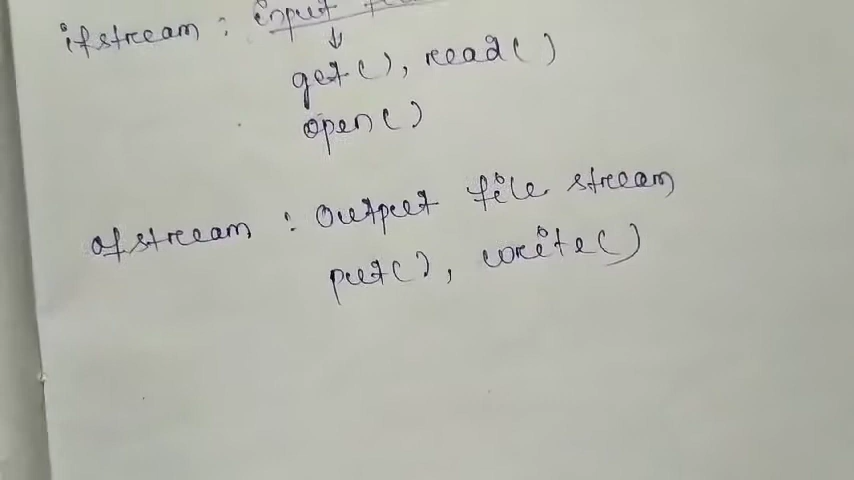 ifstream : input
get(), read()
open()
ofstream : output file stream
put(), write()